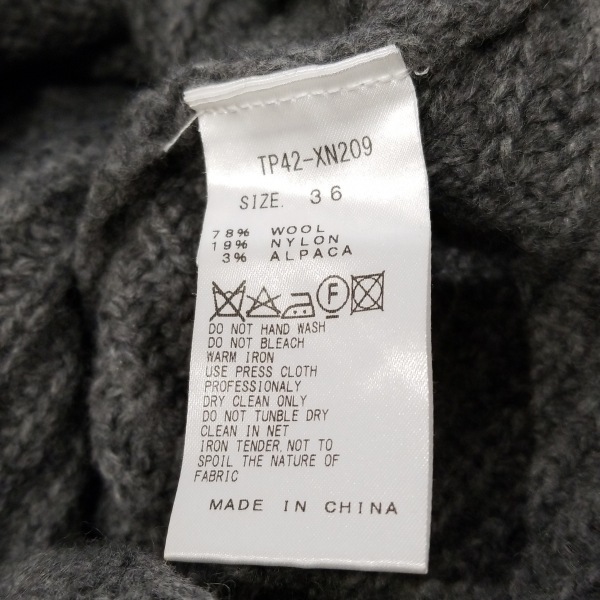 TP42-XN209
SIZE. 36
78% WOOL
19% NYLON
3% ALPACA
F
DO NOT HAND WASH
DO NOT BLEACH
WARM IRON
USE PRESS CLOTH
PROFESSIONALY
DRY CLEAN ONLY
DO NOT TUNBLE DRY
CLEAN IN NET
IRON TENDER, NOT TO
SPOIL THE NATURE OF
FABRIC
MADE IN CHINA